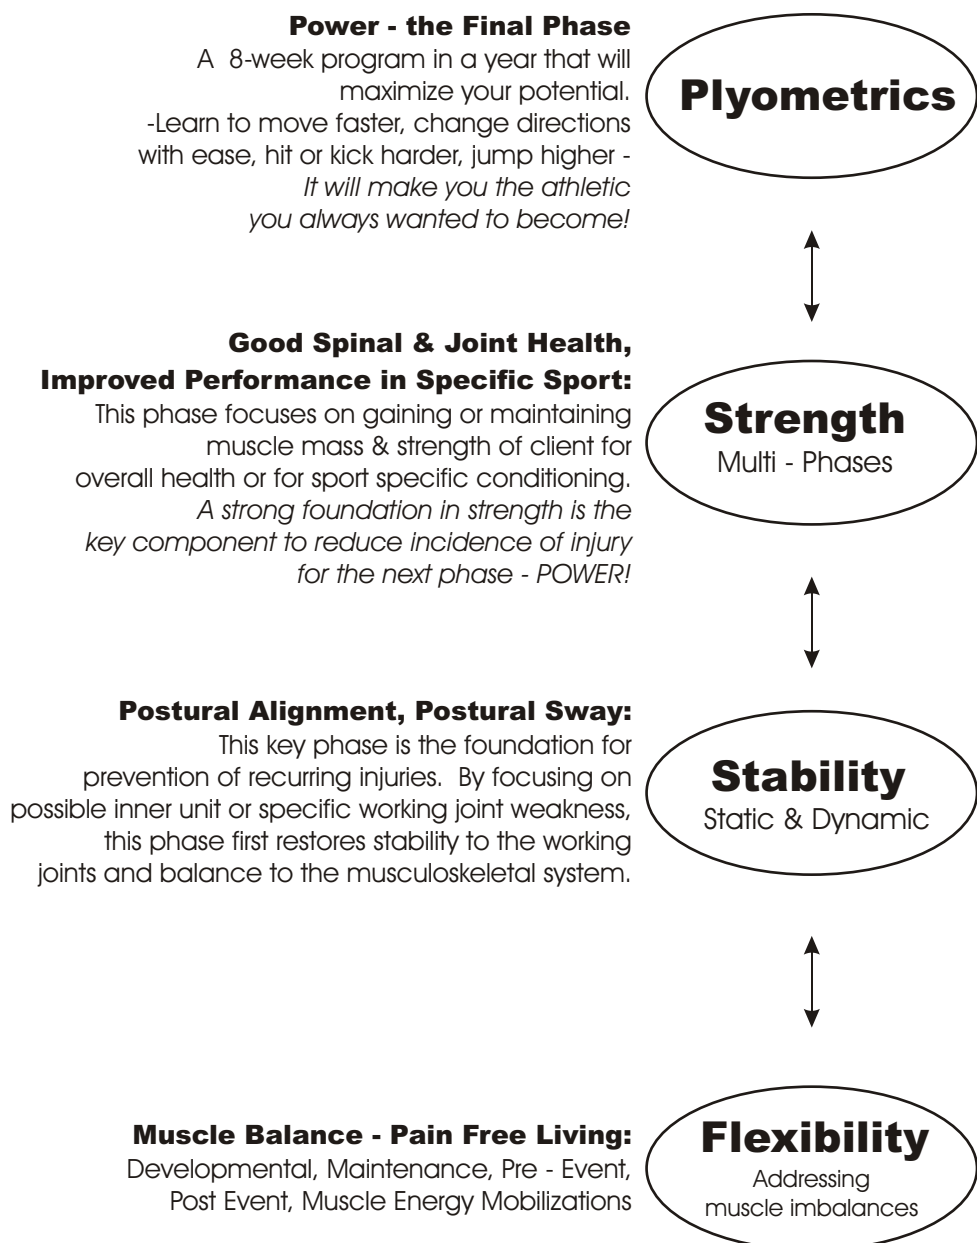 Power - the Final Phase
A  8-week program in a year that will
maximize your potential.
-Learn to move faster, change directions
with ease, hit or kick harder, jump higher -
It will make you the athletic
you always wanted to become!
Plyometrics
Good Spinal & Joint Health,
Improved Performance in Specific Sport:
This phase focuses on gaining or maintaining
muscle mass & strength of client for
overall health or for sport specific conditioning.
A strong foundation in strength is the
key component to reduce incidence of injury
for the next phase - POWER!
Strength
Multi - Phases
Postural Alignment, Postural Sway:
This key phase is the foundation for
prevention of recurring injuries.  By focusing on
possible inner unit or specific working joint weakness,
this phase first restores stability to the working
joints and balance to the musculoskeletal system.
Stability
Static & Dynamic
Muscle Balance - Pain Free Living:
Developmental, Maintenance, Pre - Event,
Post Event, Muscle Energy Mobilizations
Flexibility
Addressing
muscle imbalances